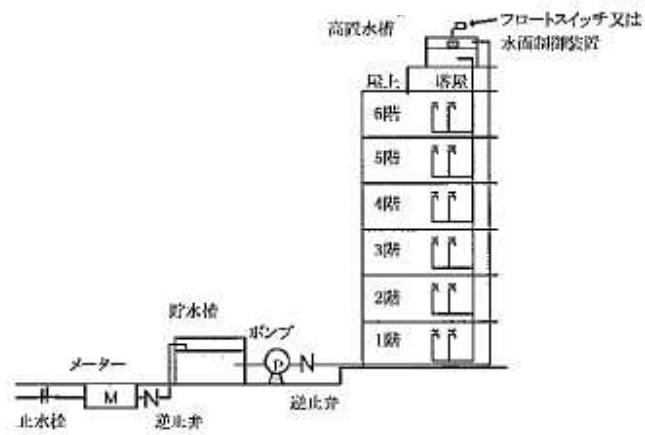 フロートスイッチ又は
水面制御装置
高置水槽
屋上
塔屋
6階
5階
4階
3階
2階
1階
貯水槽
ポンプ
P
メーター
M
止水栓
逆止弁
逆止弁